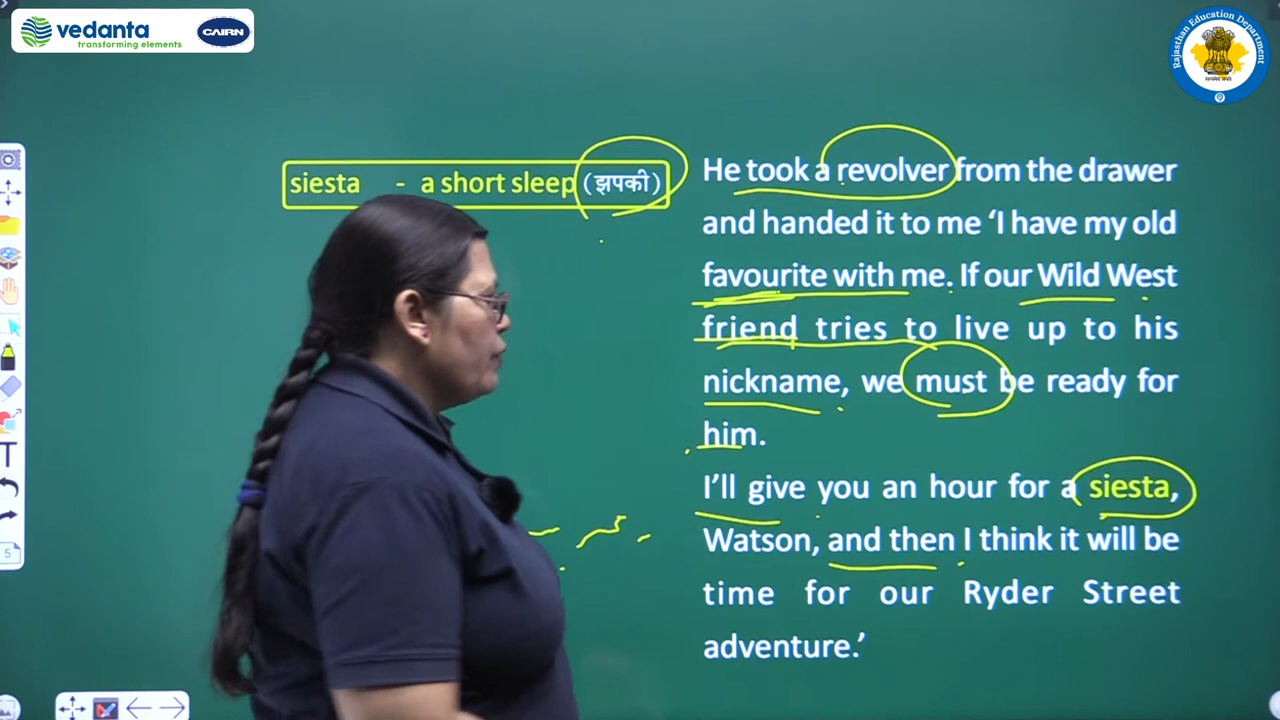 vedanta
transforming elements
CAIRN
Rajasthan Education Department
siesta - a short sleep (झपकी)
He took a revolver from the drawer
and handed it to me ‘I have my old
favourite with me. If our Wild West
friend tries to live up to his
nickname, we must be ready for
him.
I’ll give you an hour for a siesta,
Watson, and then I think it will be
time for our Ryder Street
adventure.’
T
5